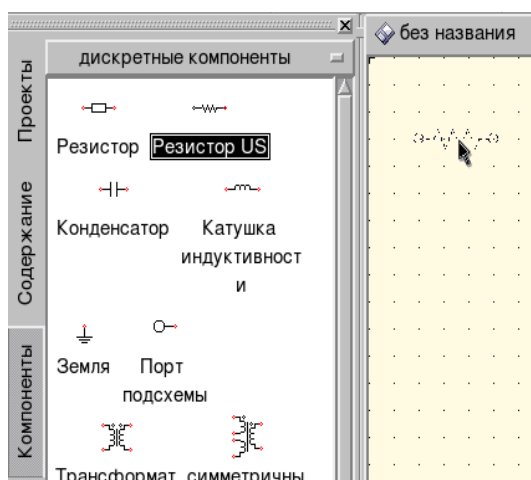 дискретные компоненты
без названия
Проекты
Содержание
Компоненты
Резистор
Резистор US
Конденсатор
Катушка
индуктивност
и
Земля
Порт
подсхемы
Трансформат
симметричны